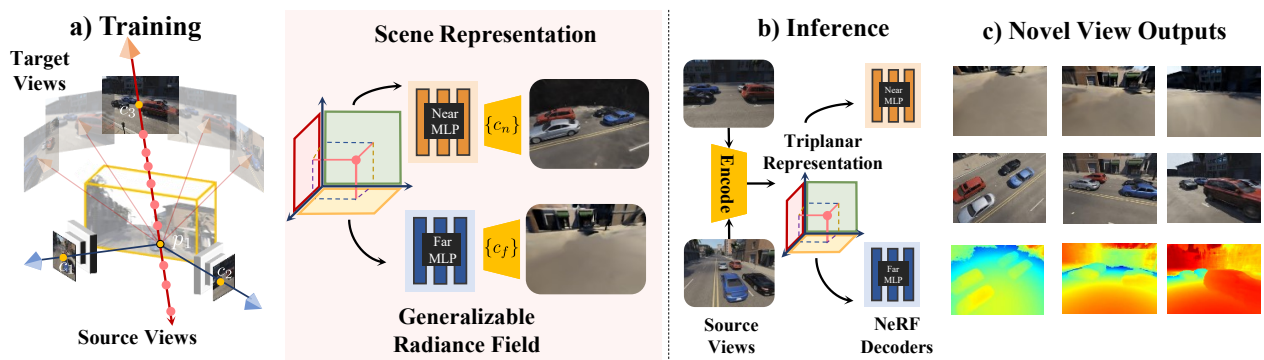 a) Training
Target
Views
c₃
p₁
c₁
c₂
Source Views
Scene Representation
Near
MLP
{cₙ}
Far
MLP
{c_f}
Generalizable
Radiance Field
b) Inference
Encode
Triplanar
Representation
Near
MLP
Far
MLP
Source
Views
NeRF
Decoders
c) Novel View Outputs